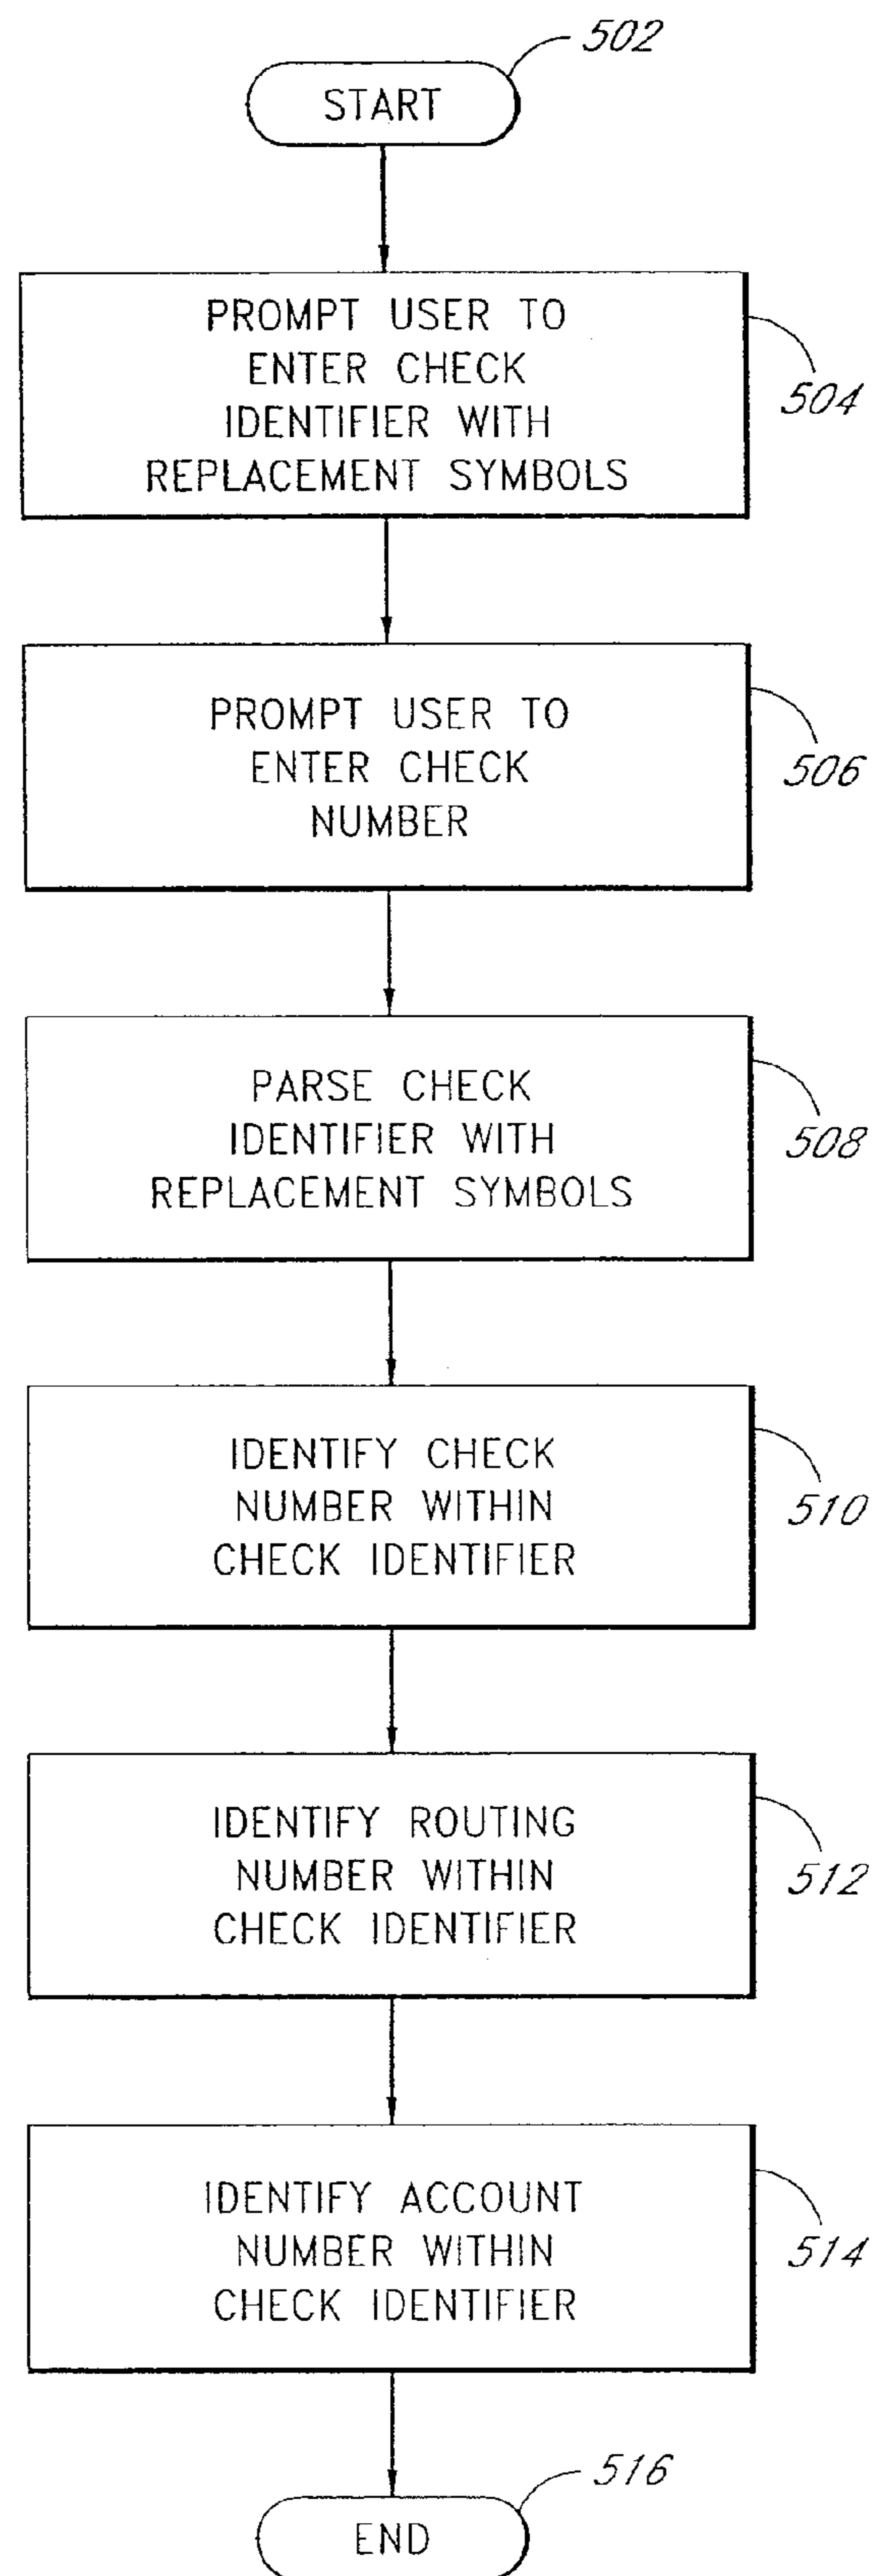 502
START
PROMPT USER TO
ENTER CHECK
IDENTIFIER WITH
REPLACEMENT SYMBOLS
504
PROMPT USER TO
ENTER CHECK
NUMBER
506
PARSE CHECK
IDENTIFIER WITH
REPLACEMENT SYMBOLS
508
IDENTIFY CHECK
NUMBER WITHIN
CHECK IDENTIFIER
510
IDENTIFY ROUTING
NUMBER WITHIN
CHECK IDENTIFIER
512
IDENTIFY ACCOUNT
NUMBER WITHIN
CHECK IDENTIFIER
514
516
END